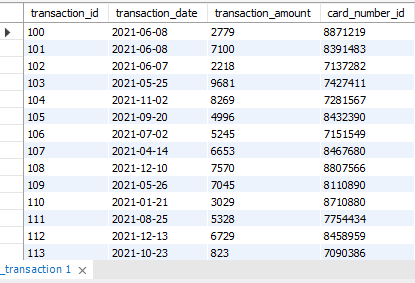 transaction_id transaction_date transaction_amount card_number_id
100 2021-06-08 2779 8871219
101 2021-06-08 7100 8391483
102 2021-06-07 2218 7137282
103 2021-05-25 9681 7427411
104 2021-11-02 8269 7281567
105 2021-09-20 4996 8432390
106 2021-07-02 5245 7151549
107 2021-04-14 6653 8467680
108 2021-12-10 7570 8807566
109 2021-05-26 7045 8110890
110 2021-01-21 3029 8710880
111 2021-08-25 5328 7754434
112 2021-12-13 6729 8458959
113 2021-10-23 823 7090386
_transaction 1